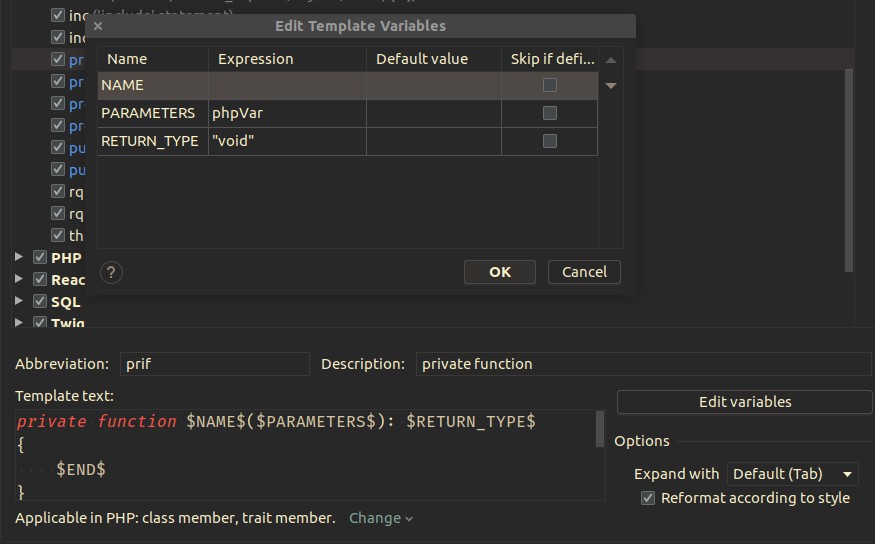 inc ('include' statement)
inc
pr
pr
pr
pr
pu
pu
rq
rq
th
PHP
Reac
SQL
Twig
Edit Template Variables
Name Expression Default value Skip if defi...
NAME
PARAMETERS phpVar
RETURN_TYPE "void"
? OK Cancel
Abbreviation: prif Description: private function
Template text:
private function $NAME$($PARAMETERS$): $RETURN_TYPE$
{
$END$
}
Edit variables
Options
Expand with Default (Tab)
Reformat according to style
Applicable in PHP: class member, trait member. Change